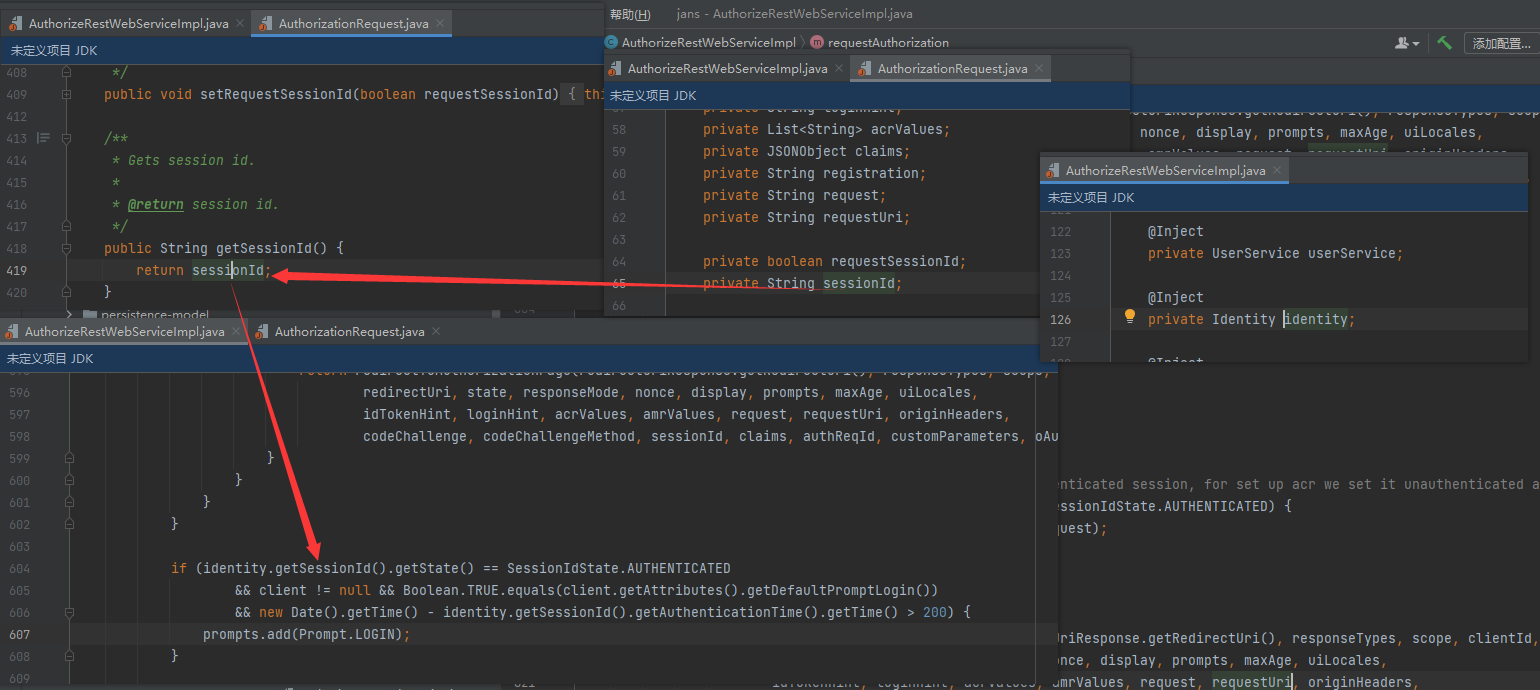 AuthorizeRestWebServiceImpl.java
AuthorizationRequest.java
未定义项目 JDK
408 */
409 public void setRequestSessionId(boolean requestSessionId) { thi
412
413 /**
414 * Gets session id.
415 *
416 * @return session id.
417 */
418 public String getSessionId() {
419 return sessionId;
420 }
persistence-model
帮助(H) jans - AuthorizeRestWebServiceImpl.java
AuthorizeRestWebServiceImpl requestAuthorization
添加配置...
AuthorizeRestWebServiceImpl.java
AuthorizationRequest.java
未定义项目 JDK
58 private List<String> acrValues;
59 private JSONObject claims;
60 private String registration;
61 private String request;
62 private String requestUri;
63
64 private boolean requestSessionId;
65 private String sessionId;
66
nonce, display, prompts, maxAge, uiLocales,
AuthorizeRestWebServiceImpl.java
未定义项目 JDK
122 @Inject
123 private UserService userService;
124
125 @Inject
126 private Identity identity;
127
AuthorizeRestWebServiceImpl.java
AuthorizationRequest.java
未定义项目 JDK
596 redirectUri, state, responseMode, nonce, display, prompts, maxAge, uiLocales,
597 idTokenHint, loginHint, acrValues, amrValues, request, requestUri, originHeaders,
598 codeChallenge, codeChallengeMethod, sessionId, claims, authReqId, customParameters, oAu
599 }
600 }
601 }
602 }
603
604 if (identity.getSessionId().getState() == SessionIdState.AUTHENTICATED
605 && client != null && Boolean.TRUE.equals(client.getAttributes().getDefaultPromptLogin())
606 && new Date().getTime() - identity.getSessionId().getAuthenticationTime().getTime() > 200) {
607 prompts.add(Prompt.LOGIN);
608 }
609
enticated session, for set up acr we set it unauthenticated a
essionIdState.AUTHENTICATED) {
quest);
UriResponse.getRedirectUri(), responseTypes, scope, clientId,
once, display, prompts, maxAge, uiLocales,
amrValues, request, requestUri, originHeaders,